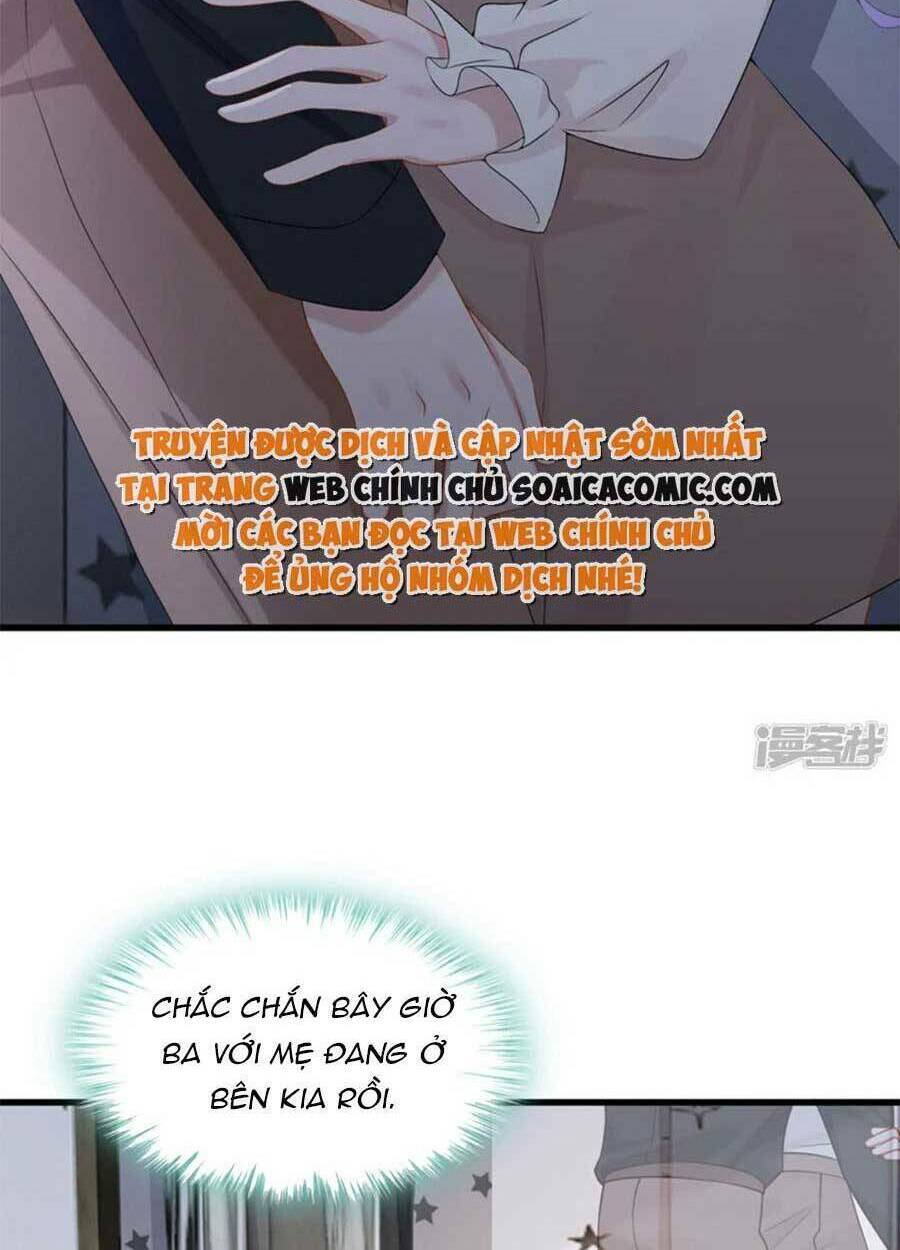 TRUYỆN ĐƯỢC DỊCH VÀ CẬP NHẬT SỚM NHẤT
TẠI TRANG WEB CHÍNH CHỦ SOAICACOMIC.COM
MỜI CÁC BẠN ĐỌC TẠI WEB CHÍNH CHỦ
ĐỂ ỦNG HỘ NHÓM DỊCH NHÉ!
漫客栈
CHẮC CHẮN BÂY GIỜ
BA VỚI MẸ ĐANG Ở
BÊN KIA RỒI.